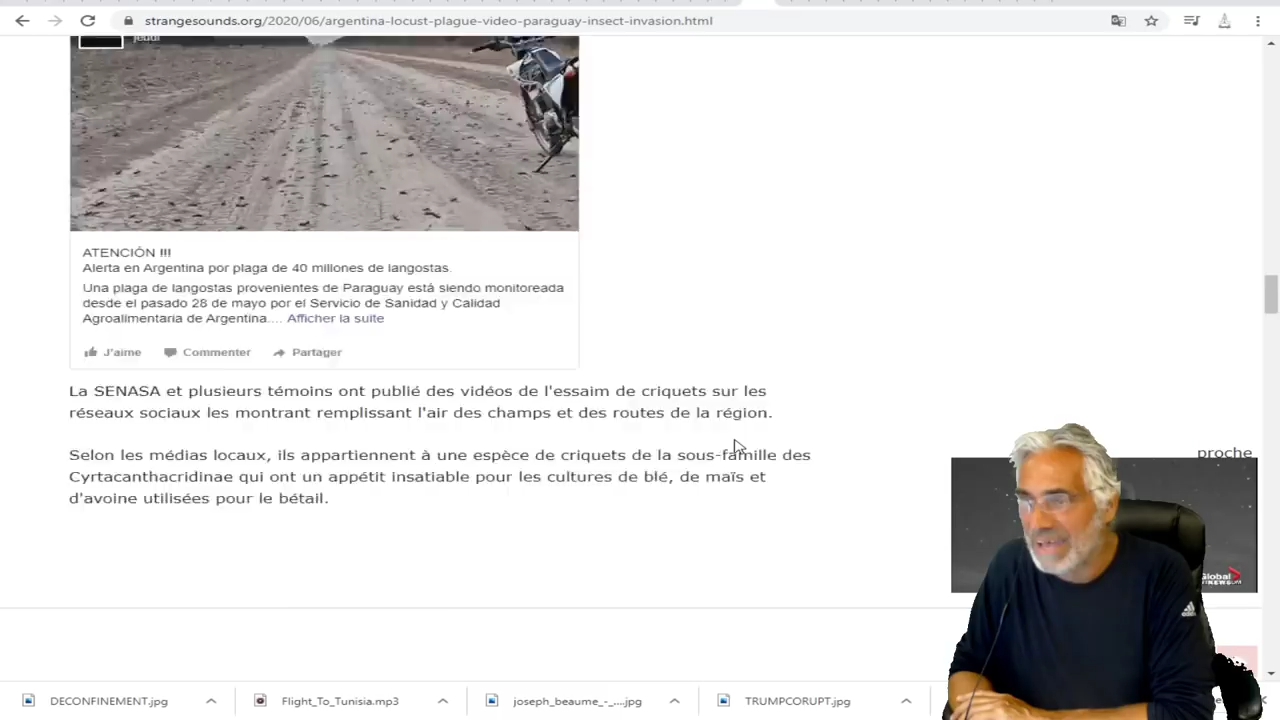 strangesounds.org/2020/06/argentina-locust-plague-video-paraguay-insect-invasion.html
jeudi
ATENCIÓN !!!
Alerta en Argentina por plaga de 40 millones de langostas.
Una plaga de langostas provenientes de Paraguay está siendo monitoreada
desde el pasado 28 de mayo por el Servicio de Sanidad y Calidad
Agroalimentaria de Argentina.... Afficher la suite
J'aime Commenter Partager
La SENASA et plusieurs témoins ont publié des vidéos de l'essaim de criquets sur les
réseaux sociaux les montrant remplissant l'air des champs et des routes de la région.
Selon les médias locaux, ils appartiennent à une espèce de criquets de la sous-famille des
Cyrtacanthacridinae qui ont un appétit insatiable pour les cultures de blé, de maïs et
d'avoine utilisées pour le bétail.
proche
Global
NEWS
DECONFINEMENT.jpg
Flight_To_Tunisia.mp3
joseph_beaume_-_....jpg
TRUMPCORUPT.jpg